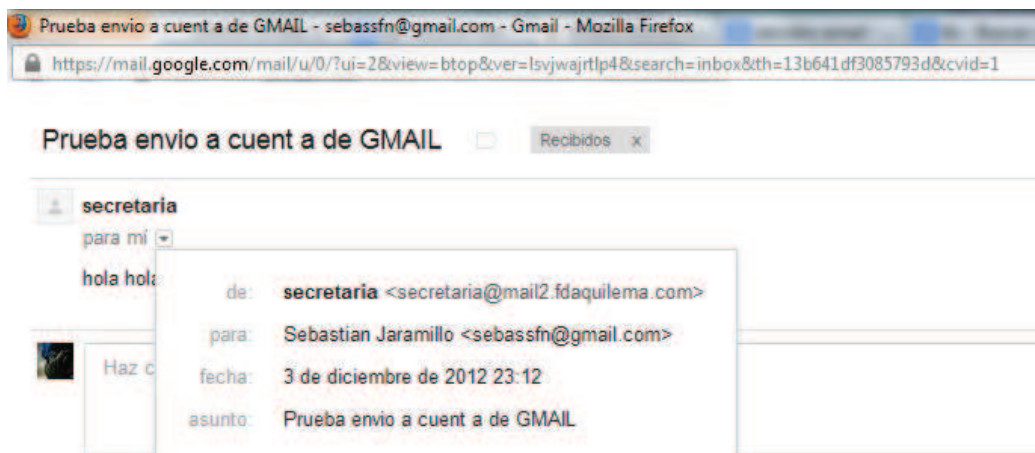 Prueba envio a cuent a de GMAIL - sebassfn@gmail.com - Gmail - Mozilla Firefox
https://mail.google.com/mail/u/0/?ui=2&view=btop&ver=lsvjwajrtlp4&search=inbox&th=13b641df3085793d&cvid=1
Prueba envio a cuent a de GMAIL Recibidos x
secretaria
para mí
hola hola
de: secretaria <secretaria@mail2.fdaquilema.com>
para: Sebastian Jaramillo <sebassfn@gmail.com>
Haz c
fecha: 3 de diciembre de 2012 23:12
asunto: Prueba envio a cuent a de GMAIL